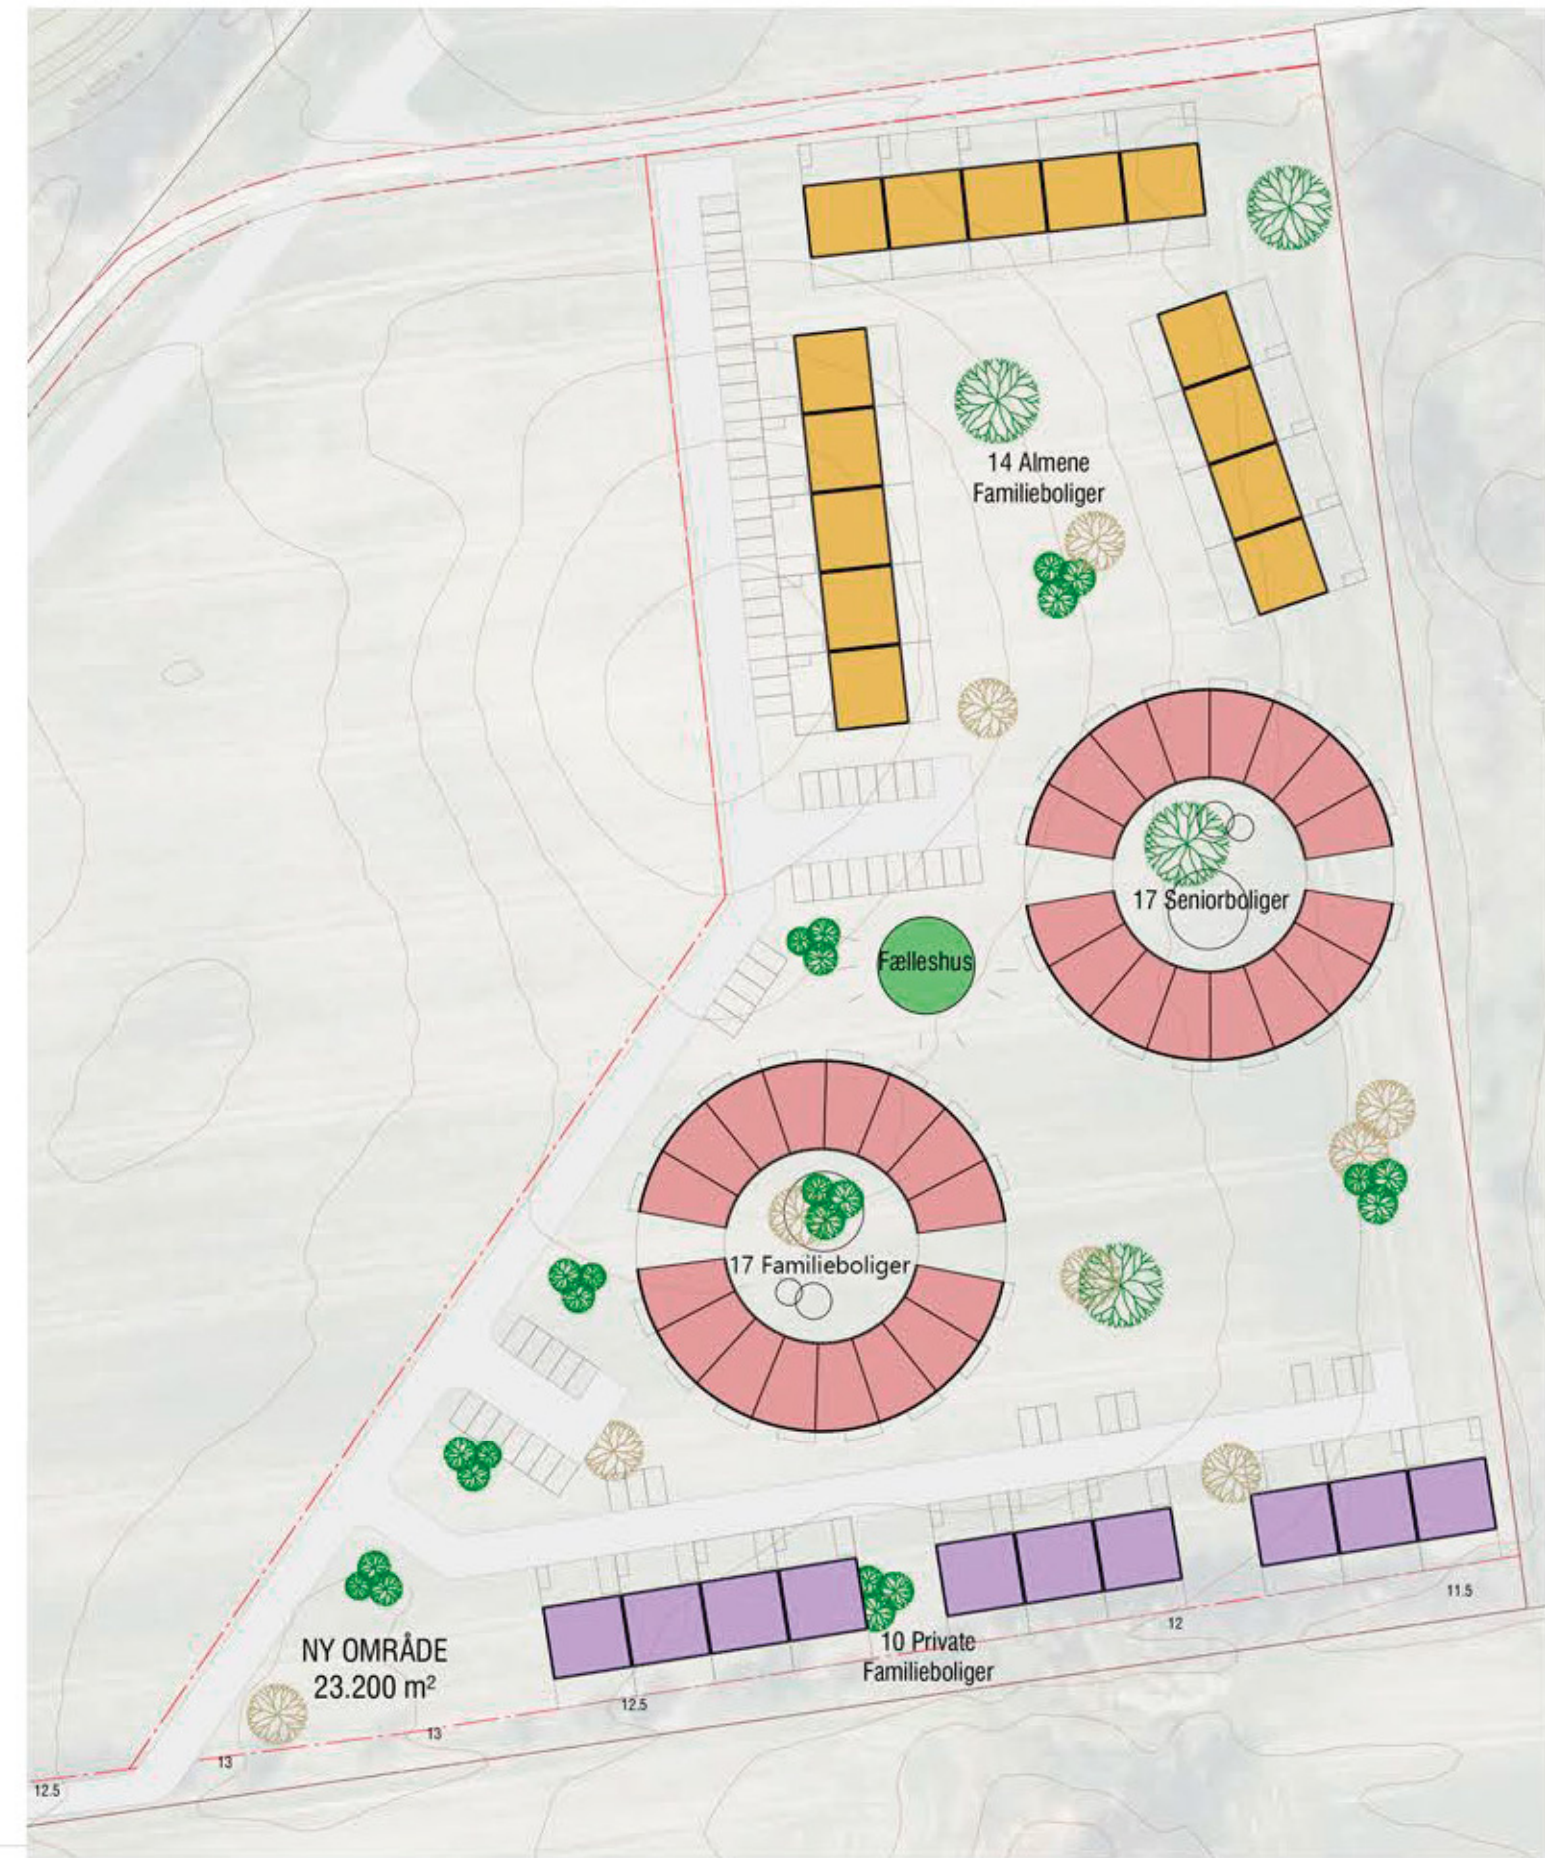 14 Almene
Familieboliger
17 Seniorboliger
Fælleshus
17 Familieboliger
NY OMRÅDE
23.200 m²
10 Private
Familieboliger
11.5
12
12.5
13
13
12.5